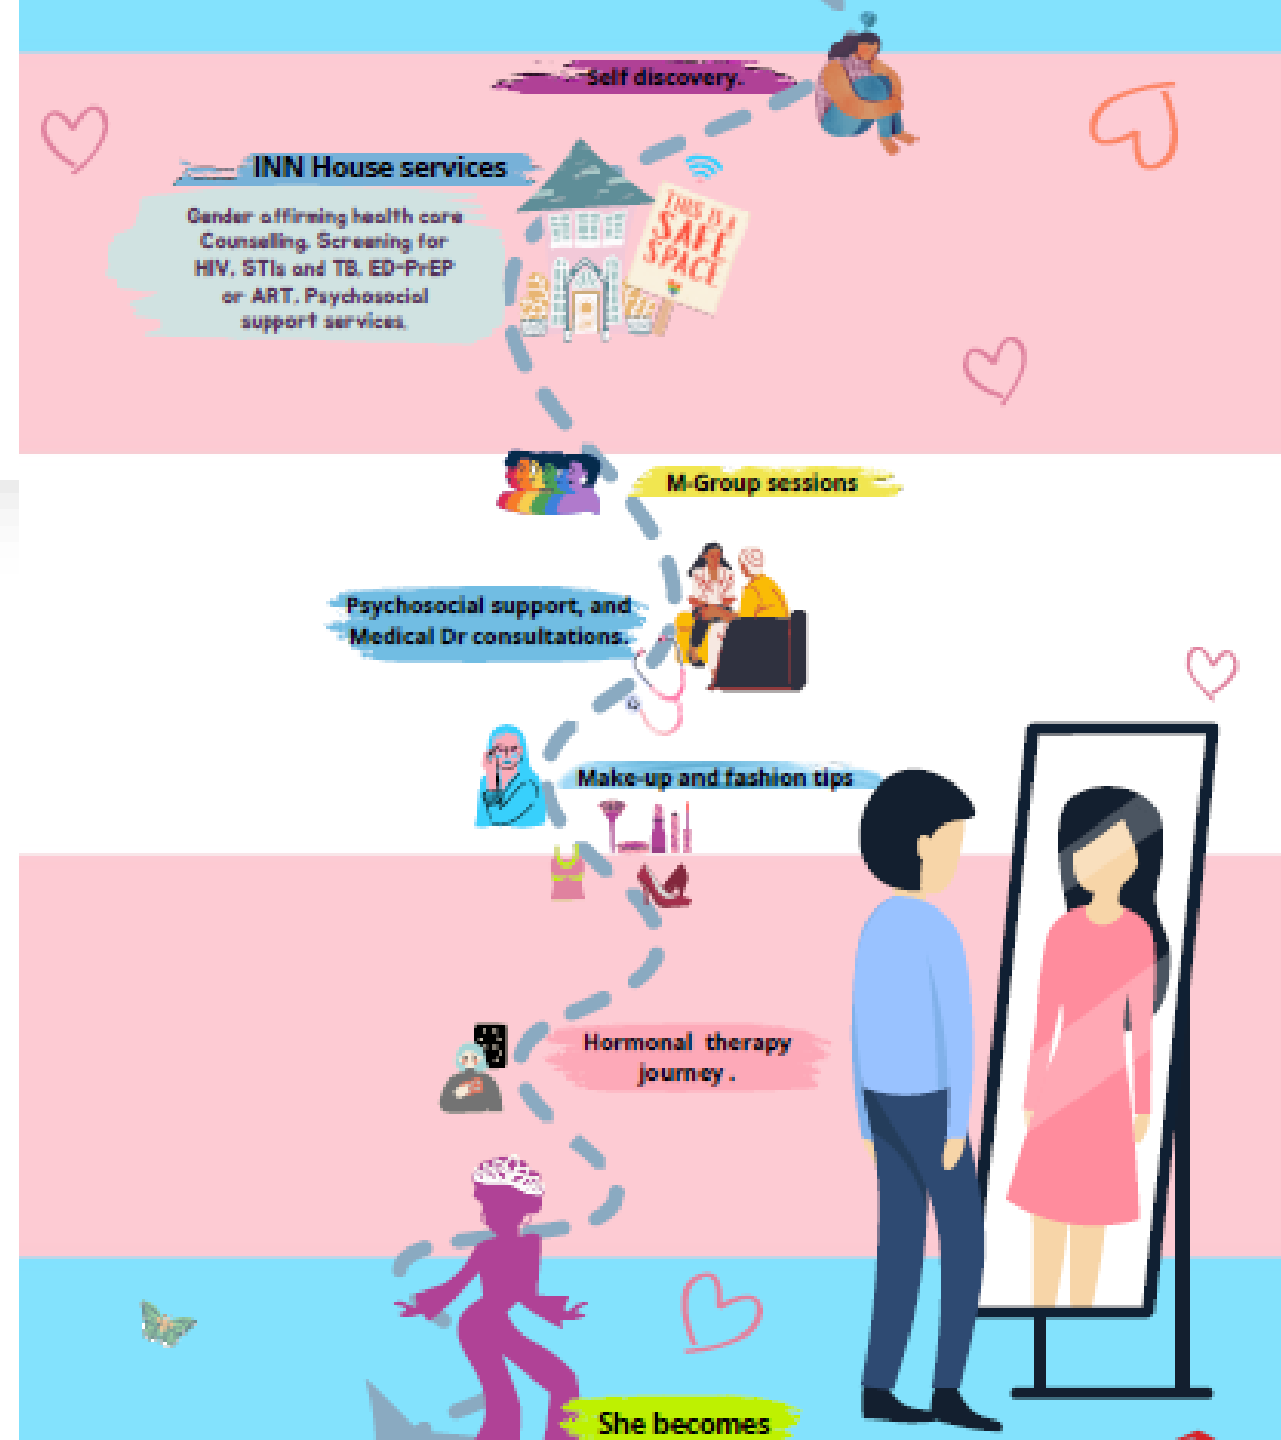 Self discovery.
INN House services
Gender affirming health care
Counselling, Screening for
HIV, STIs and TB, ED-PrEP
or ART, Psychosocial
support services.
THIS IS A
SAFE
SPACE
M-Group sessions
Psychosocial support, and
Medical Dr consultations.
Make-up and fashion tips
Hormonal therapy
journey .
She becomes